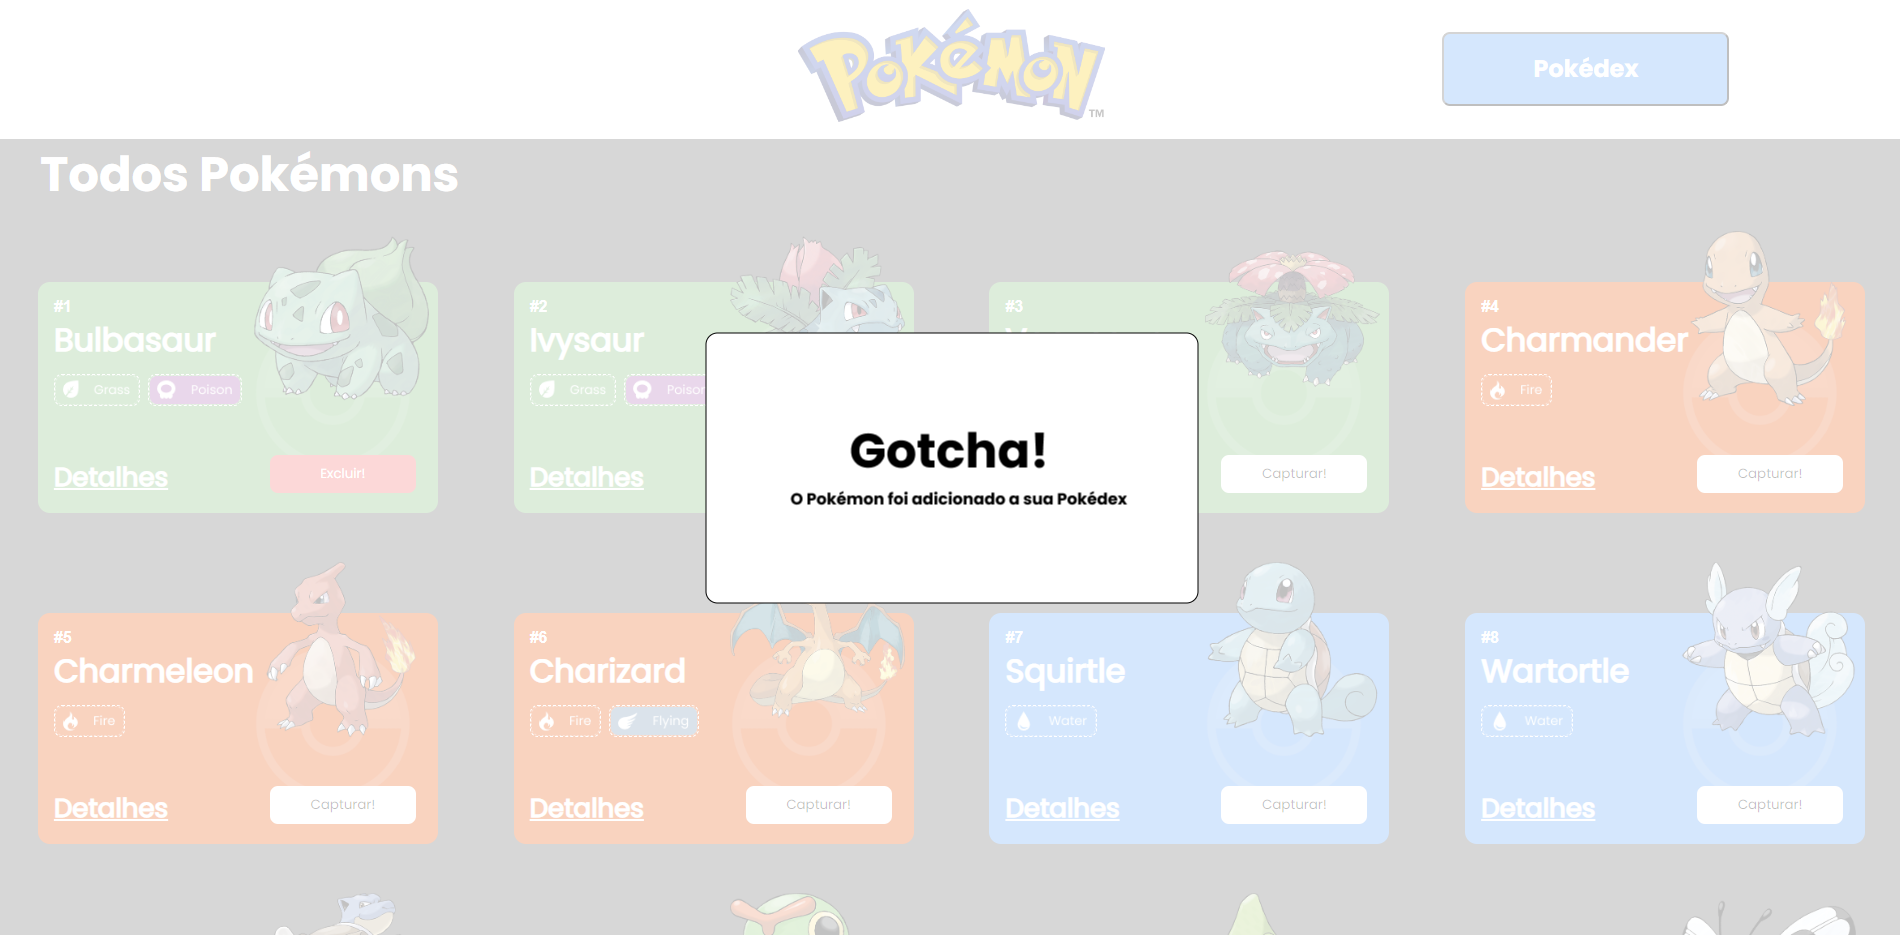 Pokémon
TM
Pokédex
Todos Pokémons
#1
Bulbasaur
Grass Poison
Detalhes
Excluir!
#2
Ivysaur
Grass
Detalhes
#3
Capturar!
#4
Charmander
Fire
Detalhes
Capturar!
Gotcha!
O Pokémon foi adicionado a sua Pokédex
#5
Charmeleon
Fire
Detalhes
Capturar!
#6
Charizard
Fire Flying
Detalhes
Capturar!
#7
Squirtle
Water
Detalhes
Capturar!
#8
Wartortle
Water
Detalhes
Capturar!